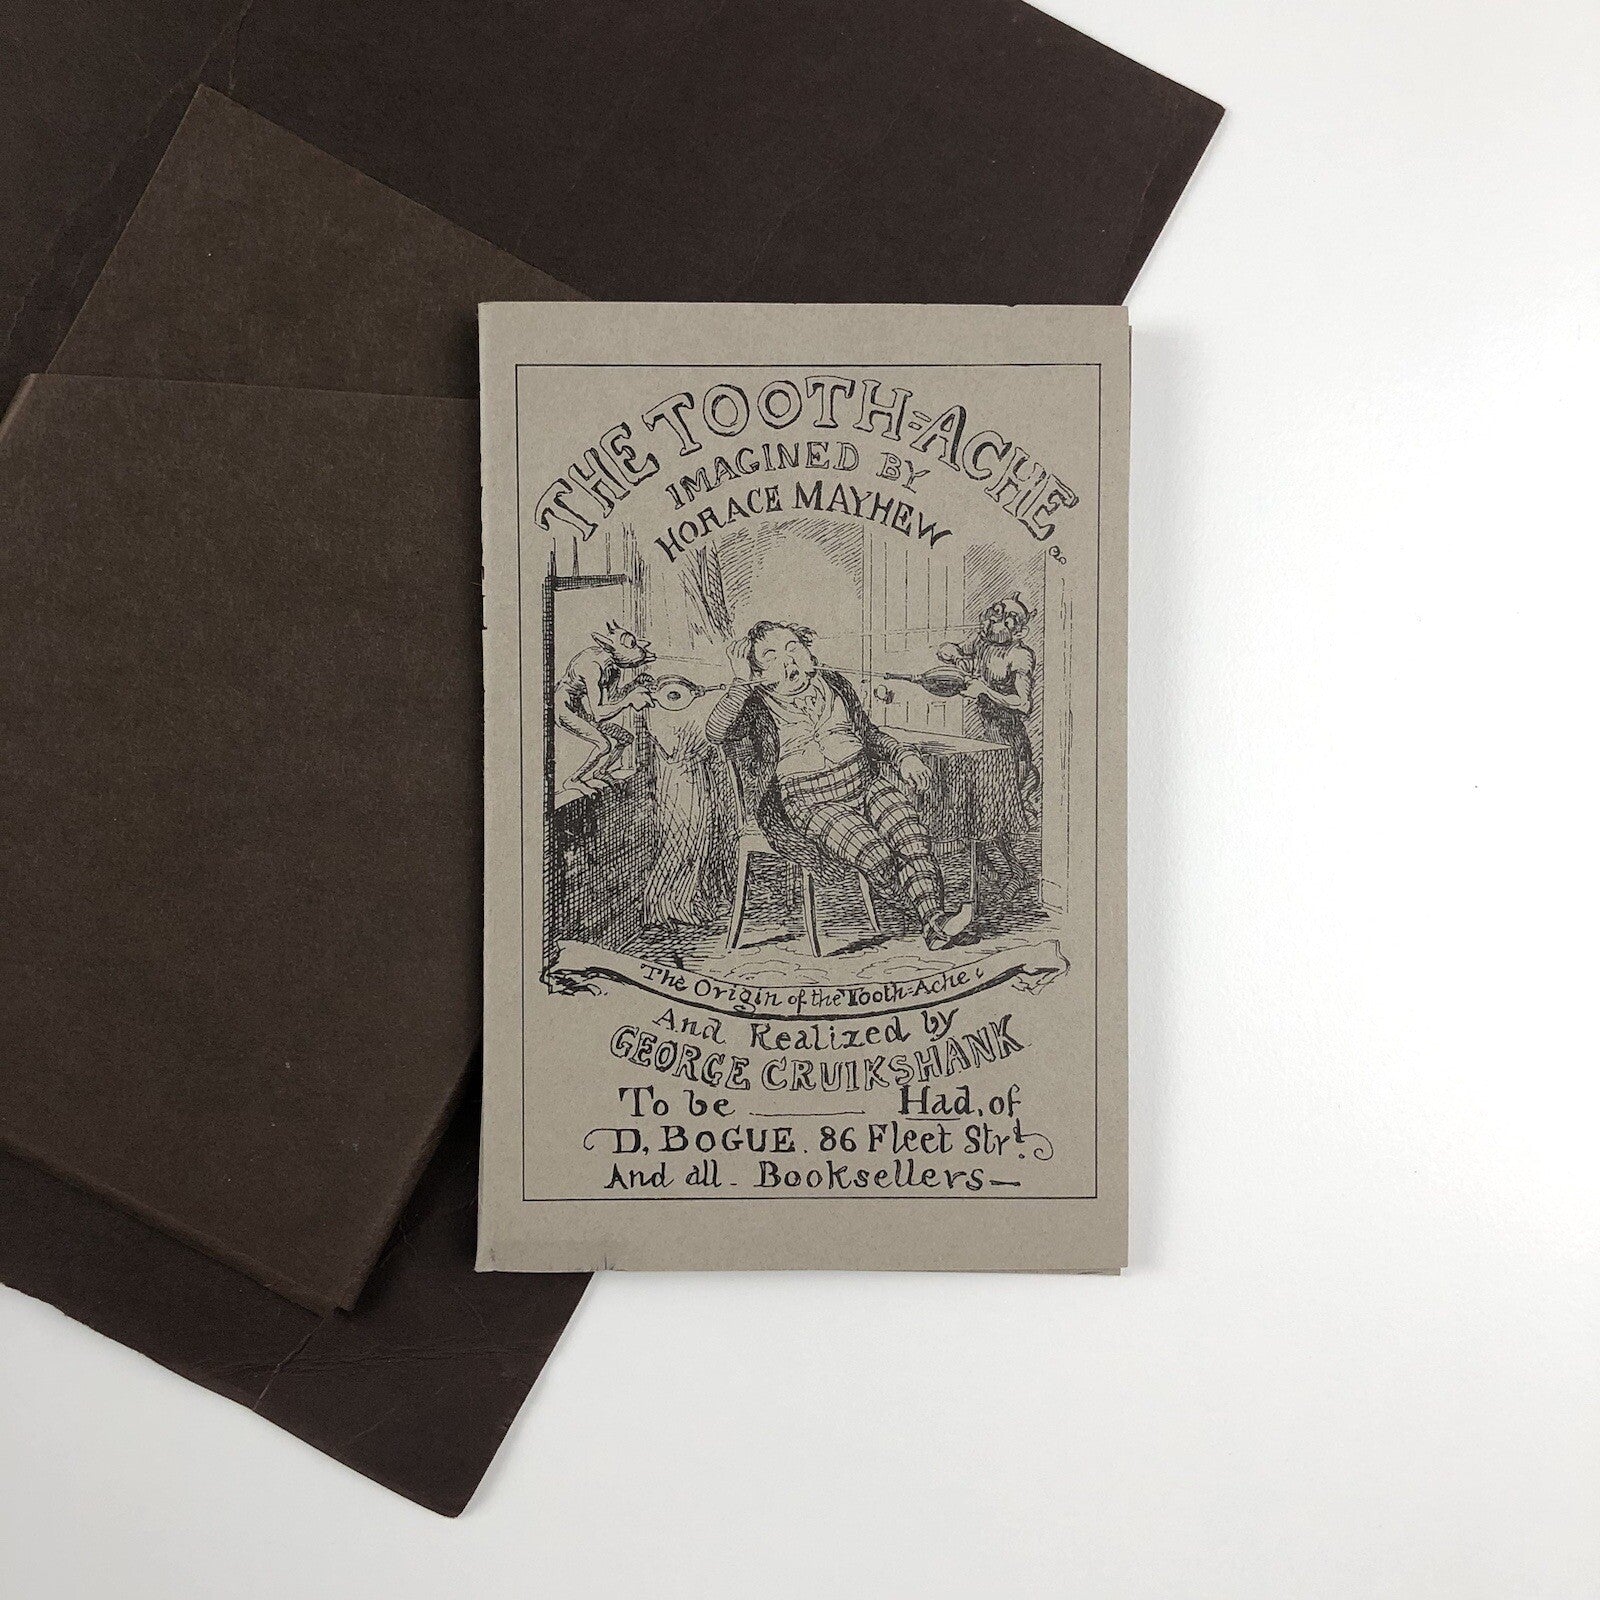 THE TOOTH=ACHE.
IMAGINED BY
HORACE MAYHEW
The Origin of the Tooth-Ache.
And Realized by
GEORGE CRUIKSHANK
To be ______ Had, of
D, BOGUE. 86 Fleet Strt.
And all - Booksellers—